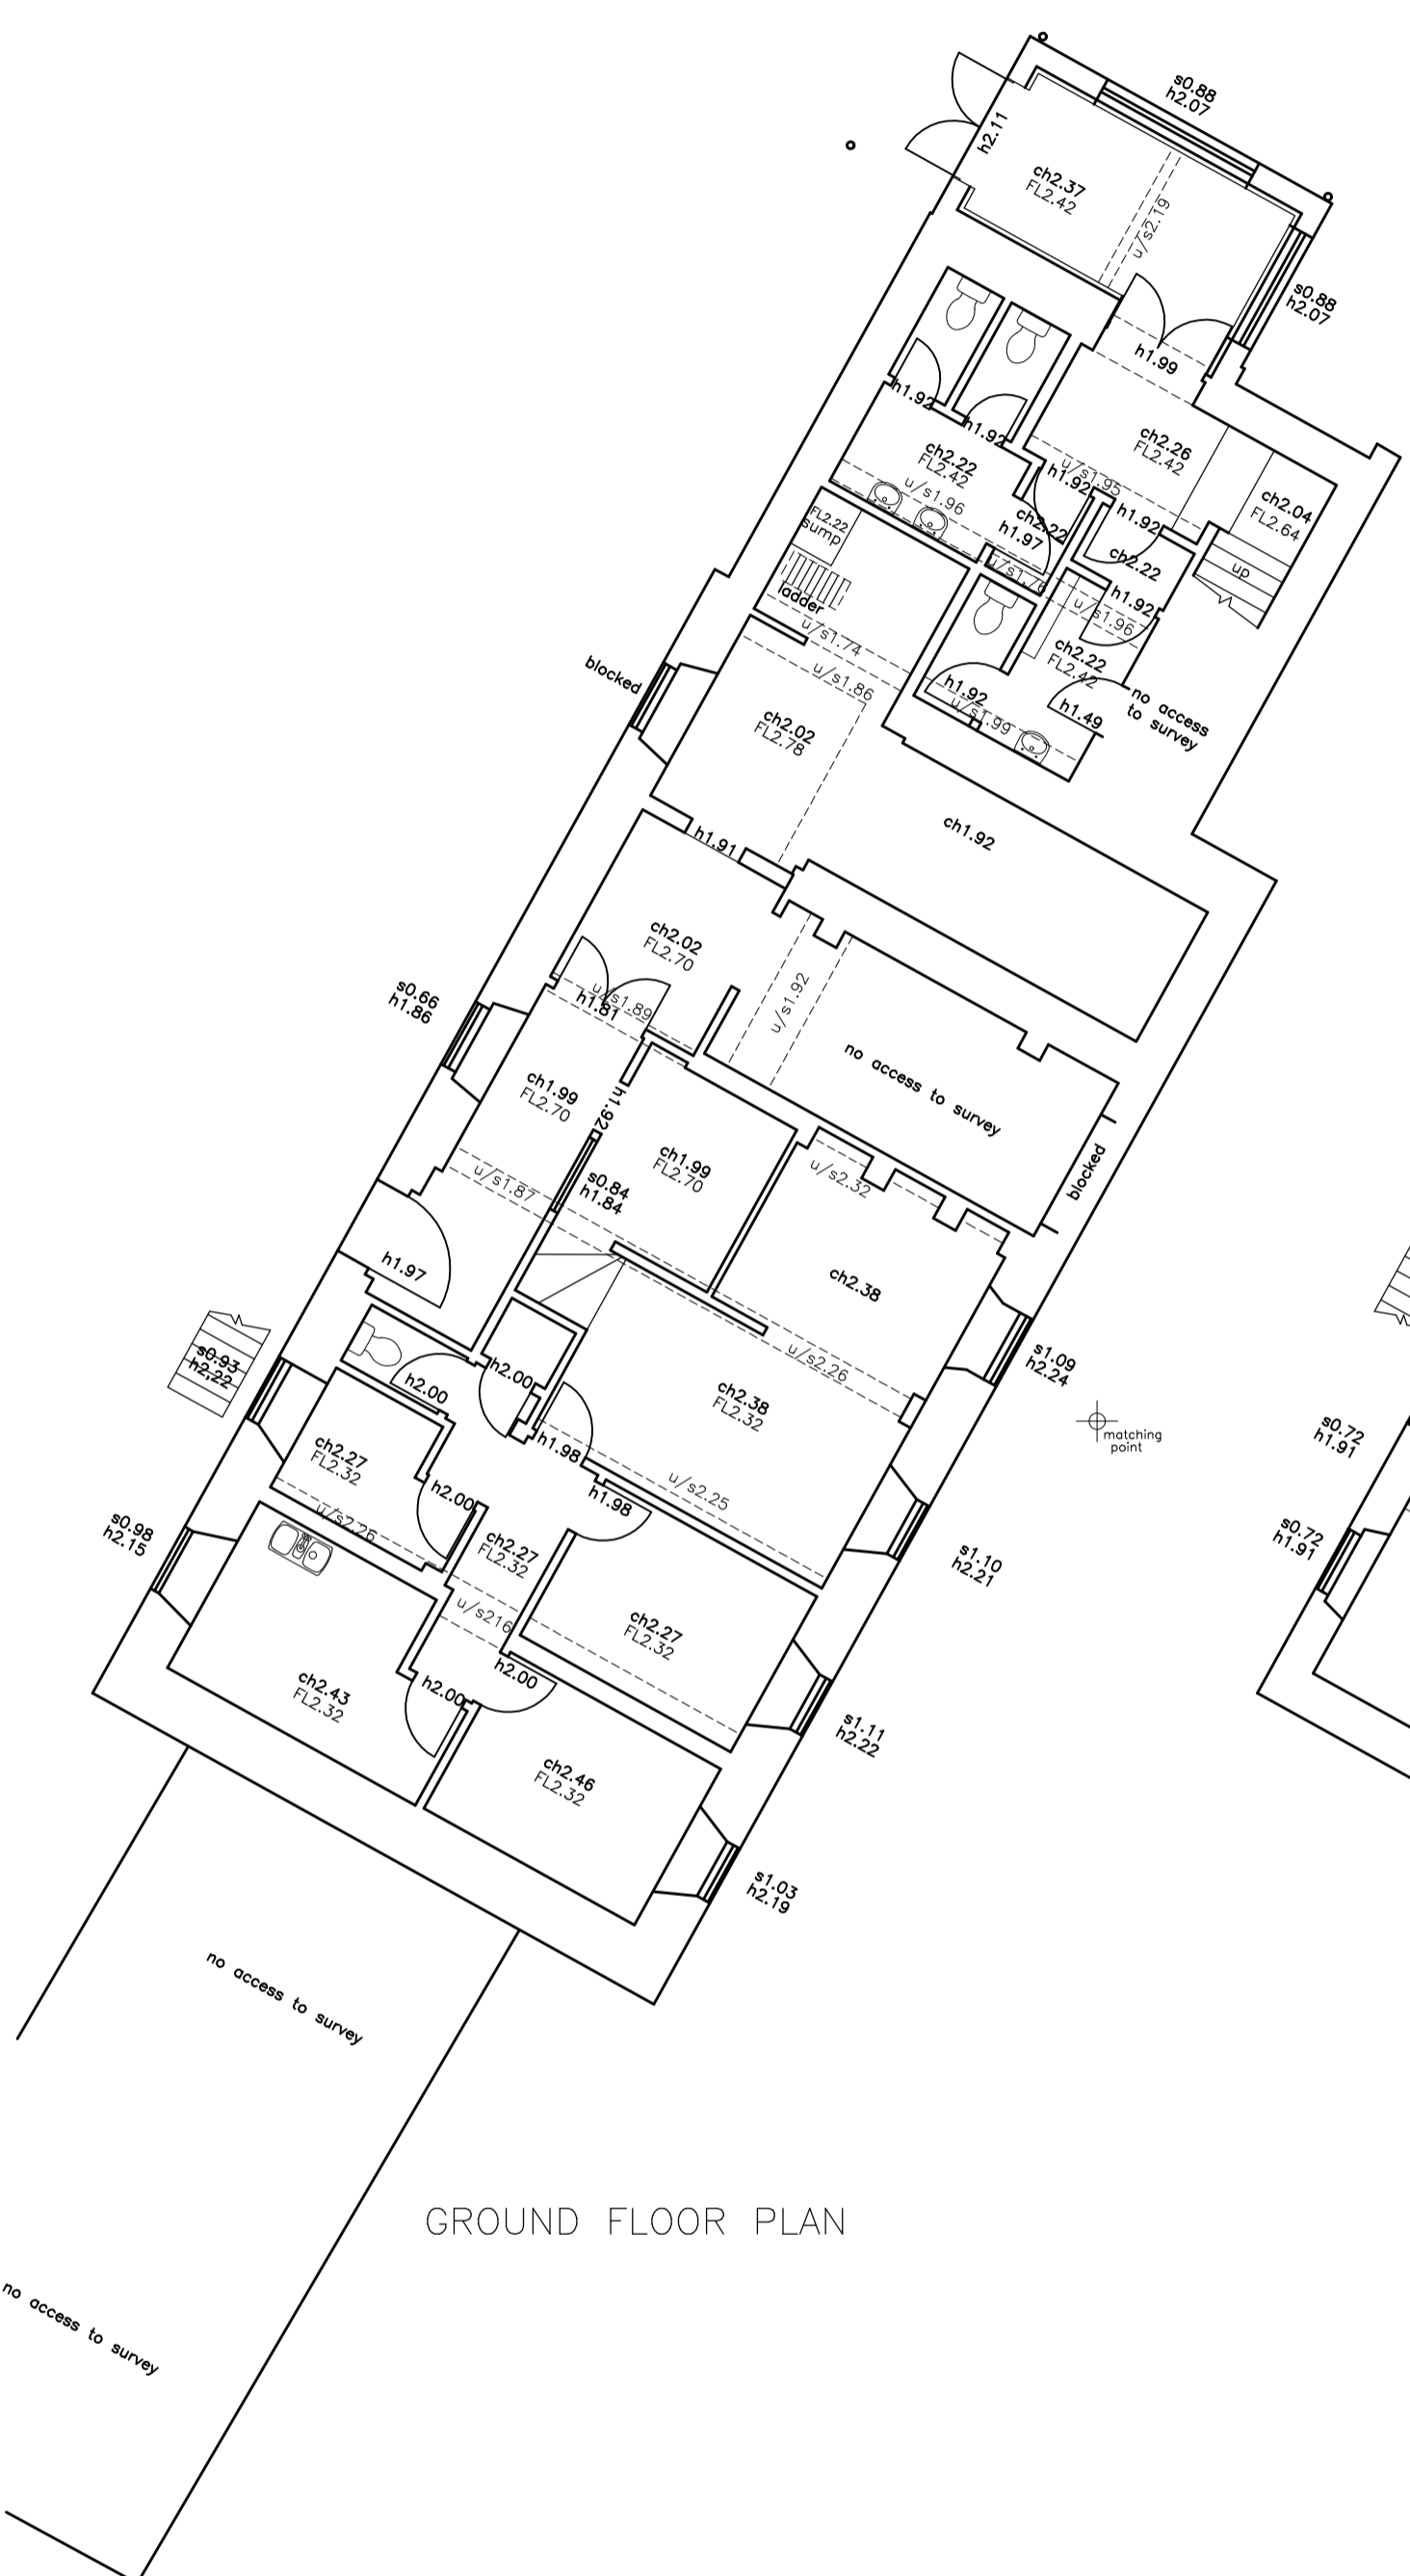 s0.88
h2.07
h2.11
ch2.37
FL2.42
u/s2.19
s0.88
h2.07
h1.99
h1.92
h1.92
ch2.26
FL2.42
ch2.22
FL2.42
u/s1.95
h1.92
u/s1.96
ch2.04
FL2.64
FL2.22
sump
ch2.22
h1.97
h1.92
ch2.22
up
u/s1.76
ladder
h1.92
u/s1.96
u/s1.74
ch2.22
FL2.42
blocked
u/s1.86
h1.92
u/s1.99
h1.49
no access
to survey
ch2.02
FL2.78
h1.91
ch1.92
ch2.02
FL2.70
s0.66
h1.86
u/s1.89
h1.81
u/s1.92
no access to survey
ch1.99
FL2.70
h1.92
ch1.99
FL2.70
blocked
u/s1.87
s0.84
h1.84
u/s2.32
h1.97
ch2.38
s0.93
h2.22
h2.00
h2.00
u/s2.26
s1.09
h2.24
ch2.38
FL2.32
matching
point
s0.72
h1.91
ch2.27
FL2.32
h1.98
u/s2.25
h2.00
h1.98
s0.98
h2.15
u/s2.26
ch2.27
FL2.32
s1.10
h2.21
s0.72
h1.91
u/s216
ch2.27
FL2.32
h2.00
h2.00
ch2.43
FL2.32
s1.11
h2.22
ch2.46
FL2.32
s1.03
h2.19
no access to survey
GROUND FLOOR PLAN
no access to survey